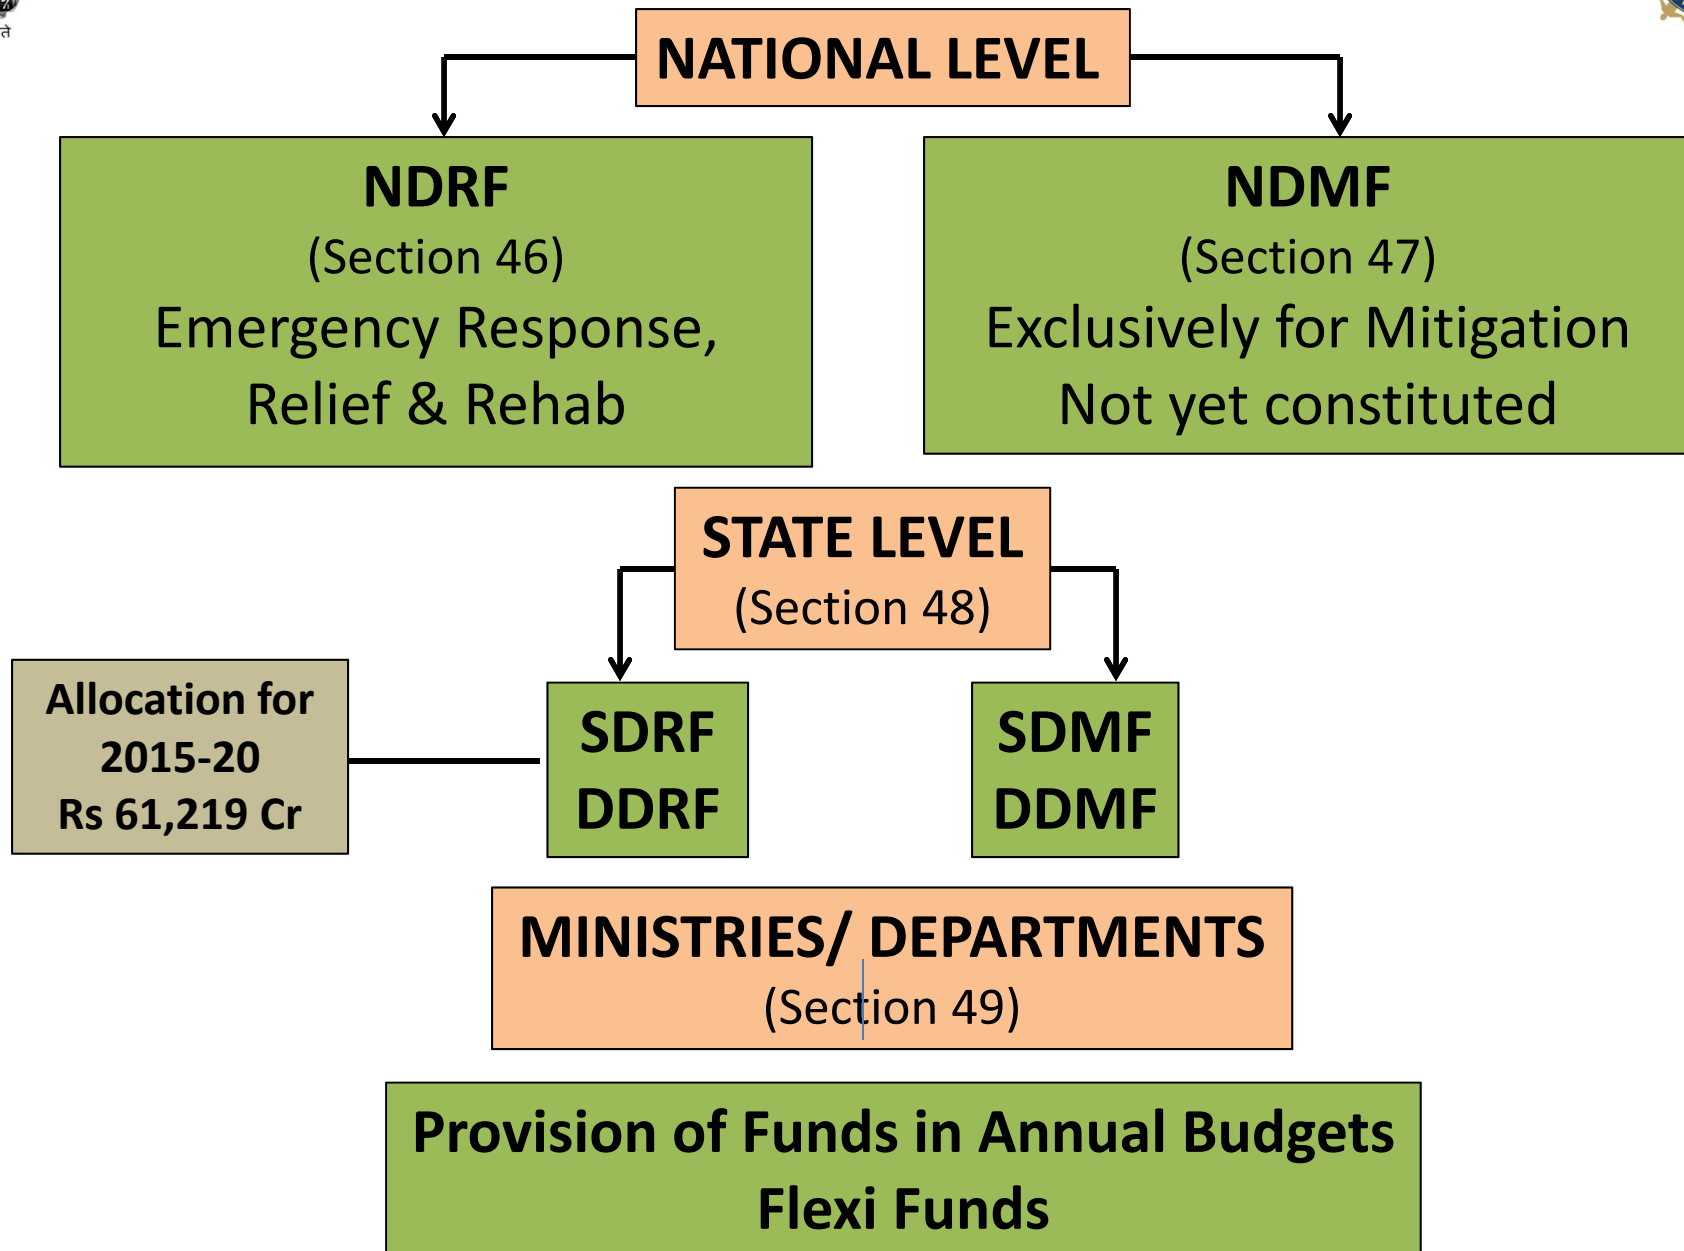 ते
NATIONAL LEVEL
NDRF
(Section 46)
Emergency Response,
Relief & Rehab
NDMF
(Section 47)
Exclusively for Mitigation
Not yet constituted
STATE LEVEL
(Section 48)
Allocation for
2015-20
Rs 61,219 Cr
SDRF
DDRF
SDMF
DDMF
MINISTRIES/ DEPARTMENTS
(Section 49)
Provision of Funds in Annual Budgets
Flexi Funds